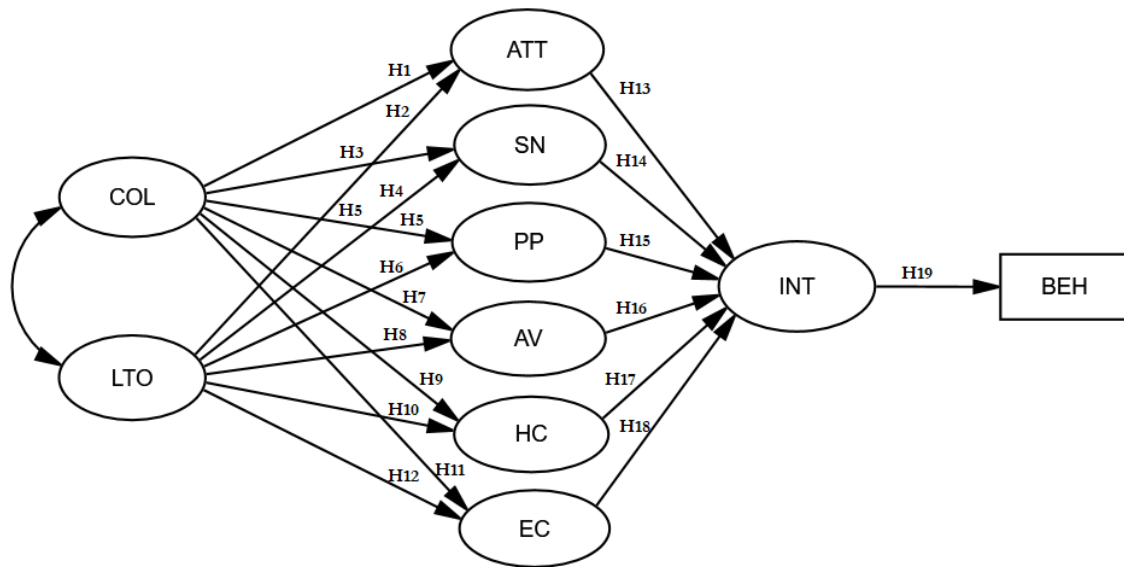 ATT
H1
H13
H2
SN
H3
H14
COL
H4
H5
H5
PP
H15
H6
INT
H19
BEH
H7
H16
H8
AV
LTO
H9
H17
H10
HC
H18
H11
H12
EC